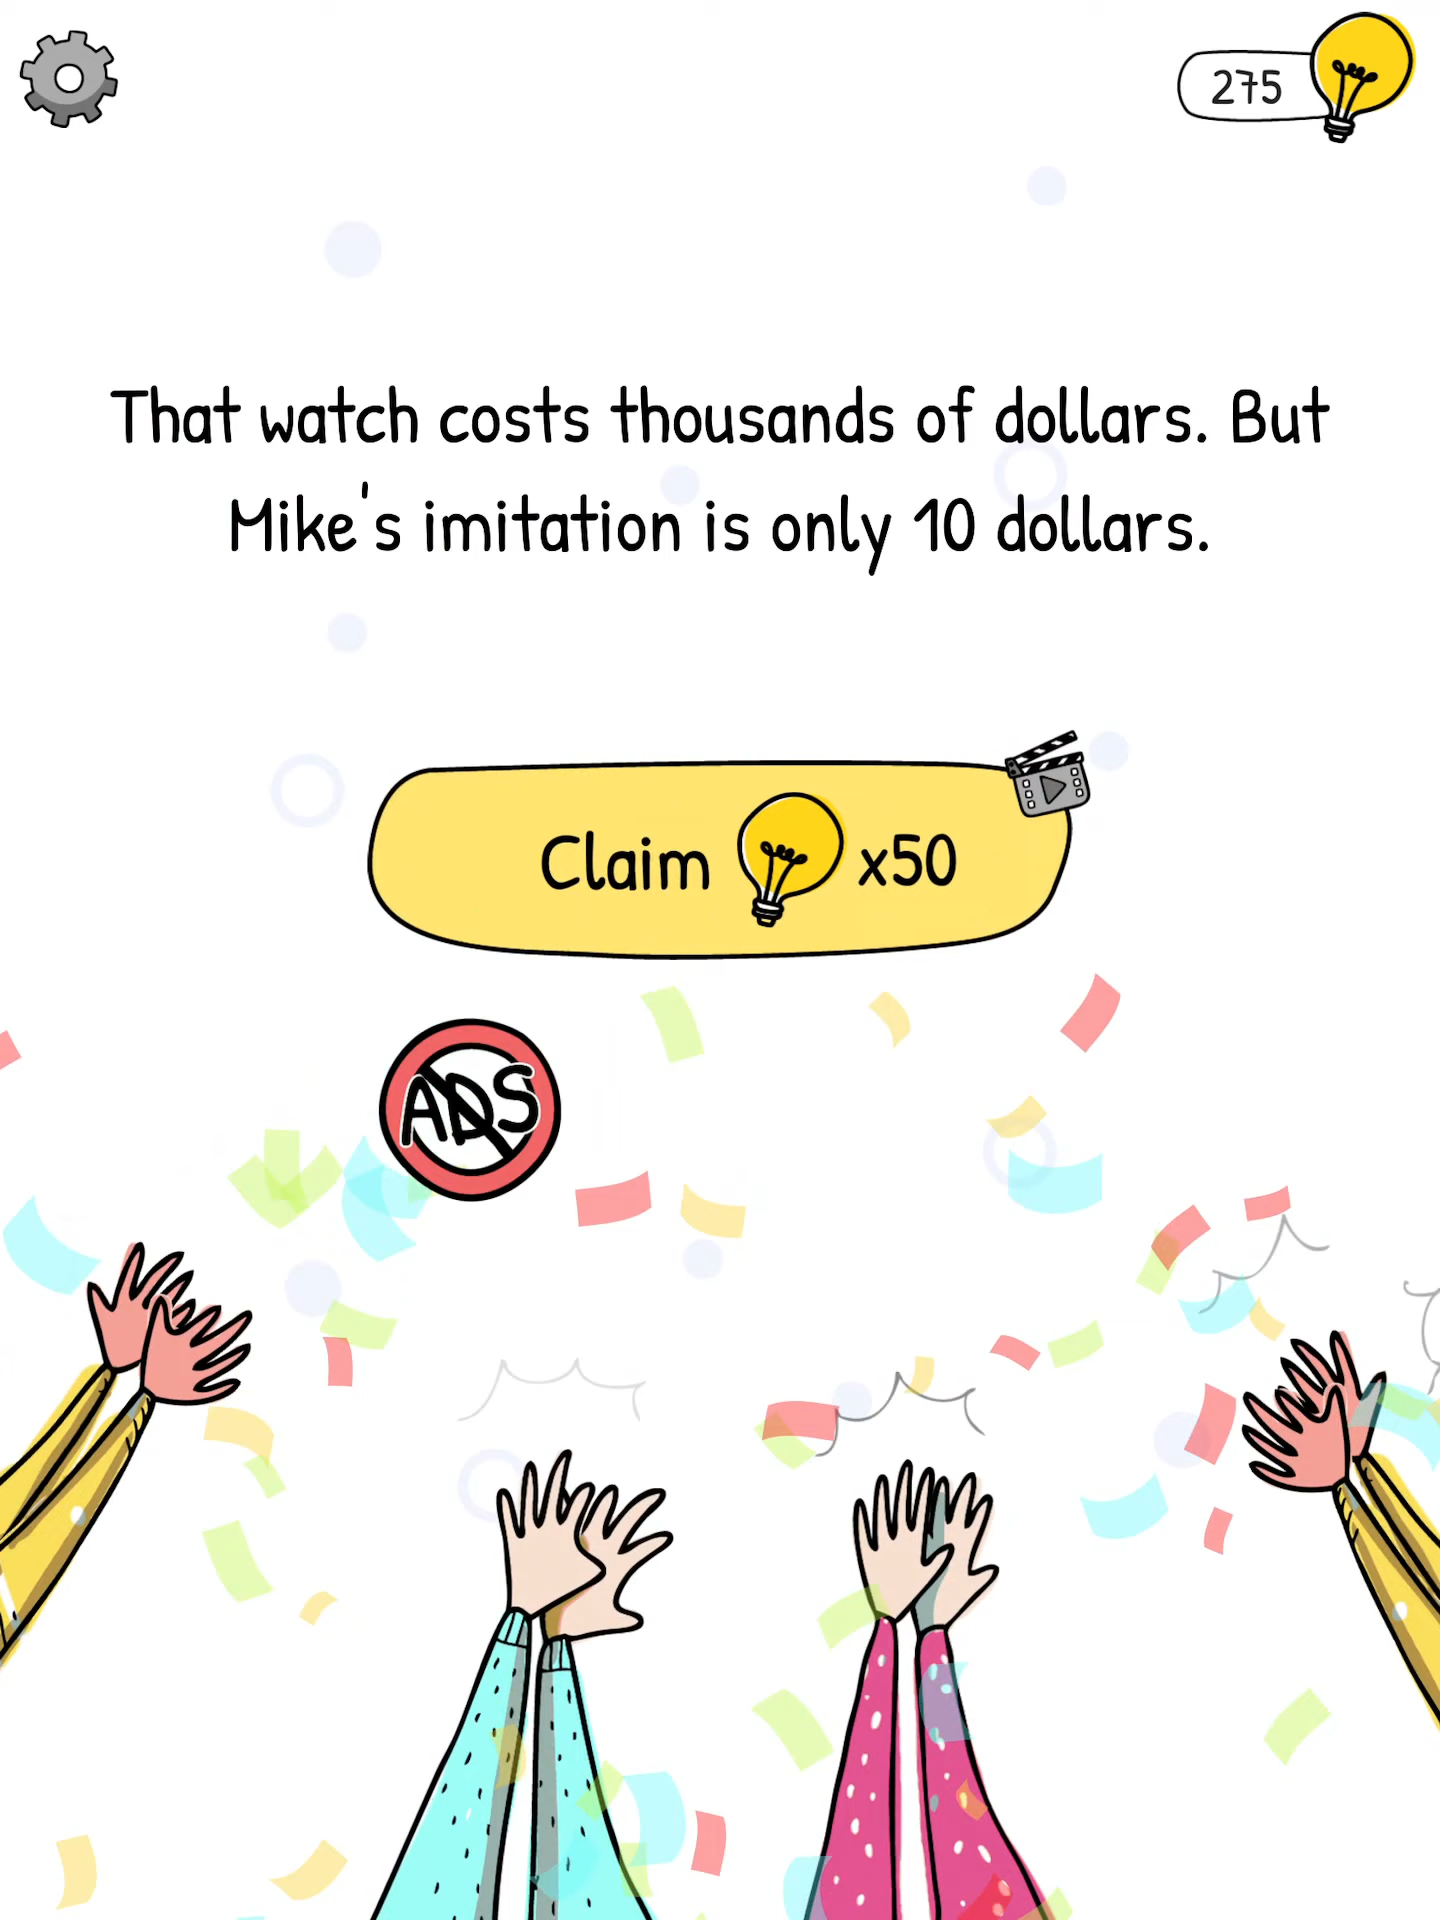 275
That watch costs thousands of dollars. But
Mike's imitation is only 10 dollars.
Claim x50
ADS